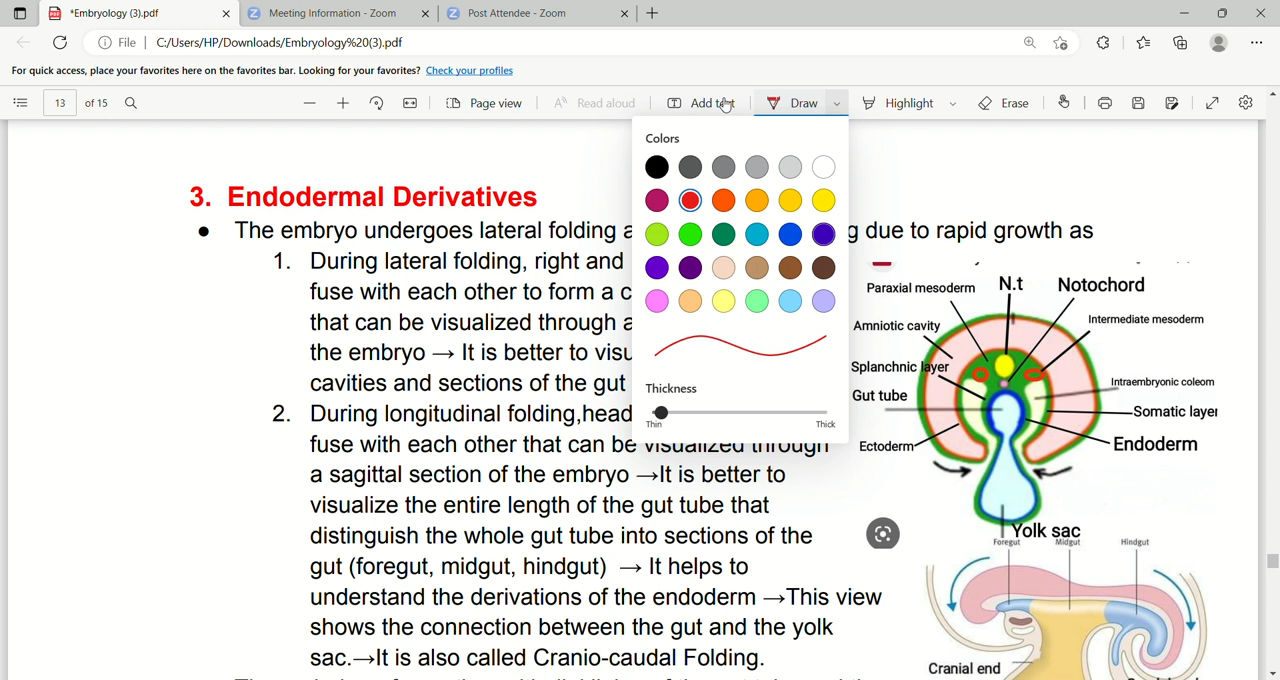 *Embryology (3).pdf
Meeting Information - Zoom
Post Attendee - Zoom
File
C:/Users/HP/Downloads/Embryology%20(3).pdf
For quick access, place your favorites here on the favorites bar. Looking for your favorites? Check your profiles
13 of 15
Page view
Read aloud
Add text
Draw
Highlight
Erase
Colors
Thickness
Thin
Thick
3. Endodermal Derivatives
● The embryo undergoes lateral folding a
g due to rapid growth as
1. During lateral folding, right and
fuse with each other to form a c
that can be visualized through a
the embryo → It is better to visu
cavities and sections of the gut
2. During longitudinal folding,head
fuse with each other that can be visualized through
a sagittal section of the embryo →It is better to
visualize the entire length of the gut tube that
distinguish the whole gut tube into sections of the
gut (foregut, midgut, hindgut) → It helps to
understand the derivations of the endoderm →This view
shows the connection between the gut and the yolk
sac.→It is also called Cranio-caudal Folding.
Paraxial mesoderm
N.t
Notochord
Amniotic cavity
Intermediate mesoderm
Splanchnic layer
Gut tube
Intraembryonic coleom
Somatic layer
Ectoderm
Endoderm
Yolk sac
Foregut
Midgut
Hindgut
Cranial end